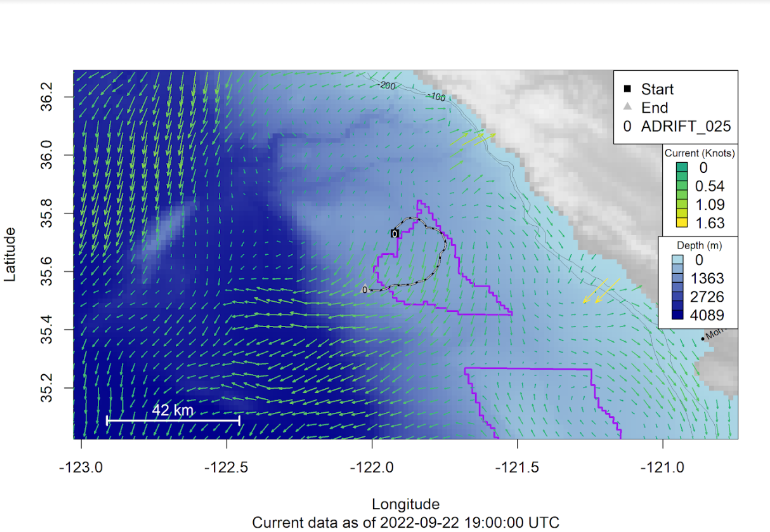 Start
End
0 ADRIFT_025
Current (Knots)
0
0.54
1.09
1.63
Depth (m)
0
1363
2726
4089
-200
-100
0
0
Mor
42 km
36.2
36.0
35.8
35.6
35.4
35.2
Latitude
-123.0
-122.5
-122.0
-121.5
-121.0
Longitude
Current data as of 2022-09-22 19:00:00 UTC